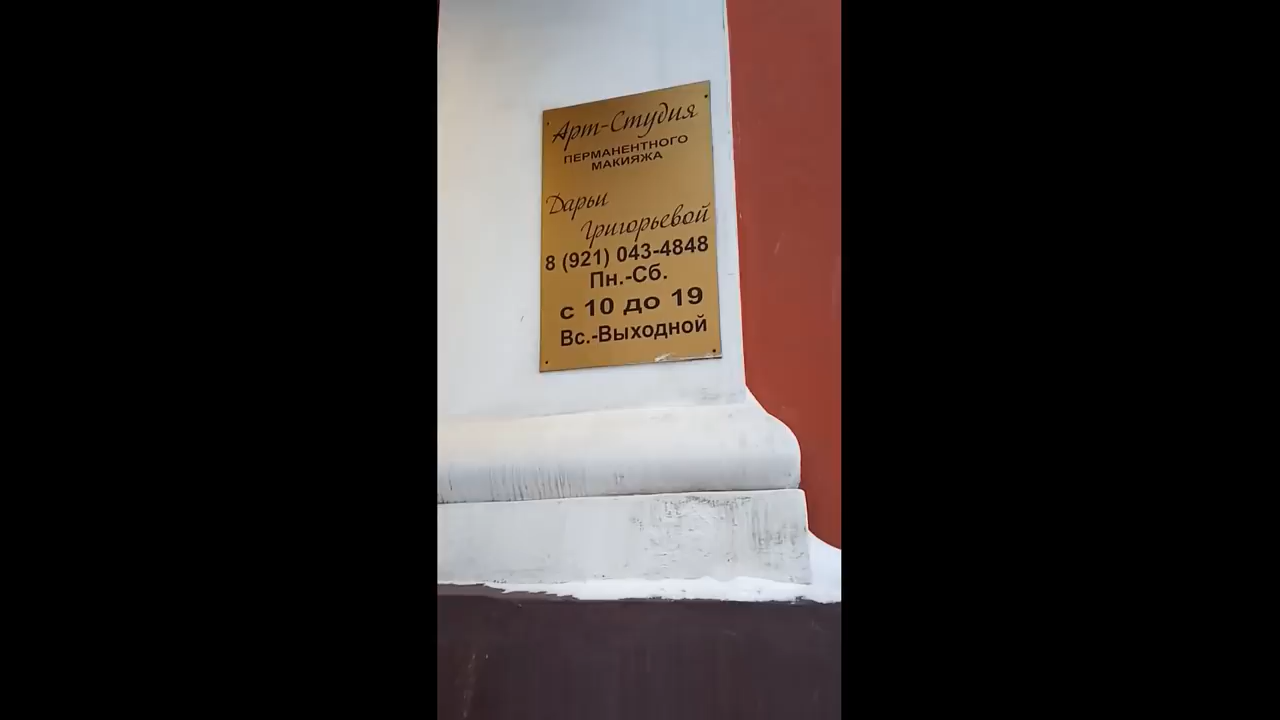 Арт-Студия
ПЕРМАНЕНТНОГО
МАКИЯЖА
Дарьи
Григорьевой
8 (921) 043-4848
Пн.-Сб.
с 10 до 19
Вс.-Выходной